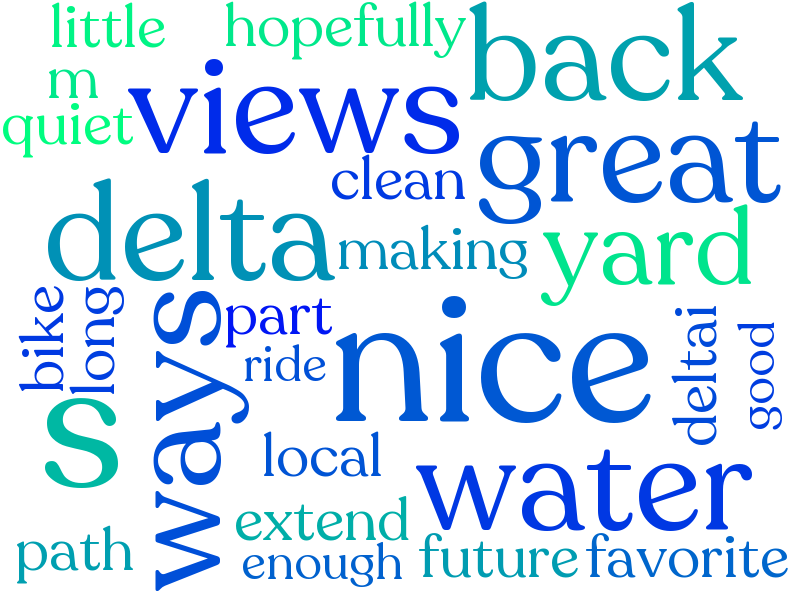 little
hopefully
back
m
views
quiet
great
clean
delta
making
yard
bike
long
ways
part
nice
deltai
good
ride
s
local
water
path
extend
enough
future
favorite